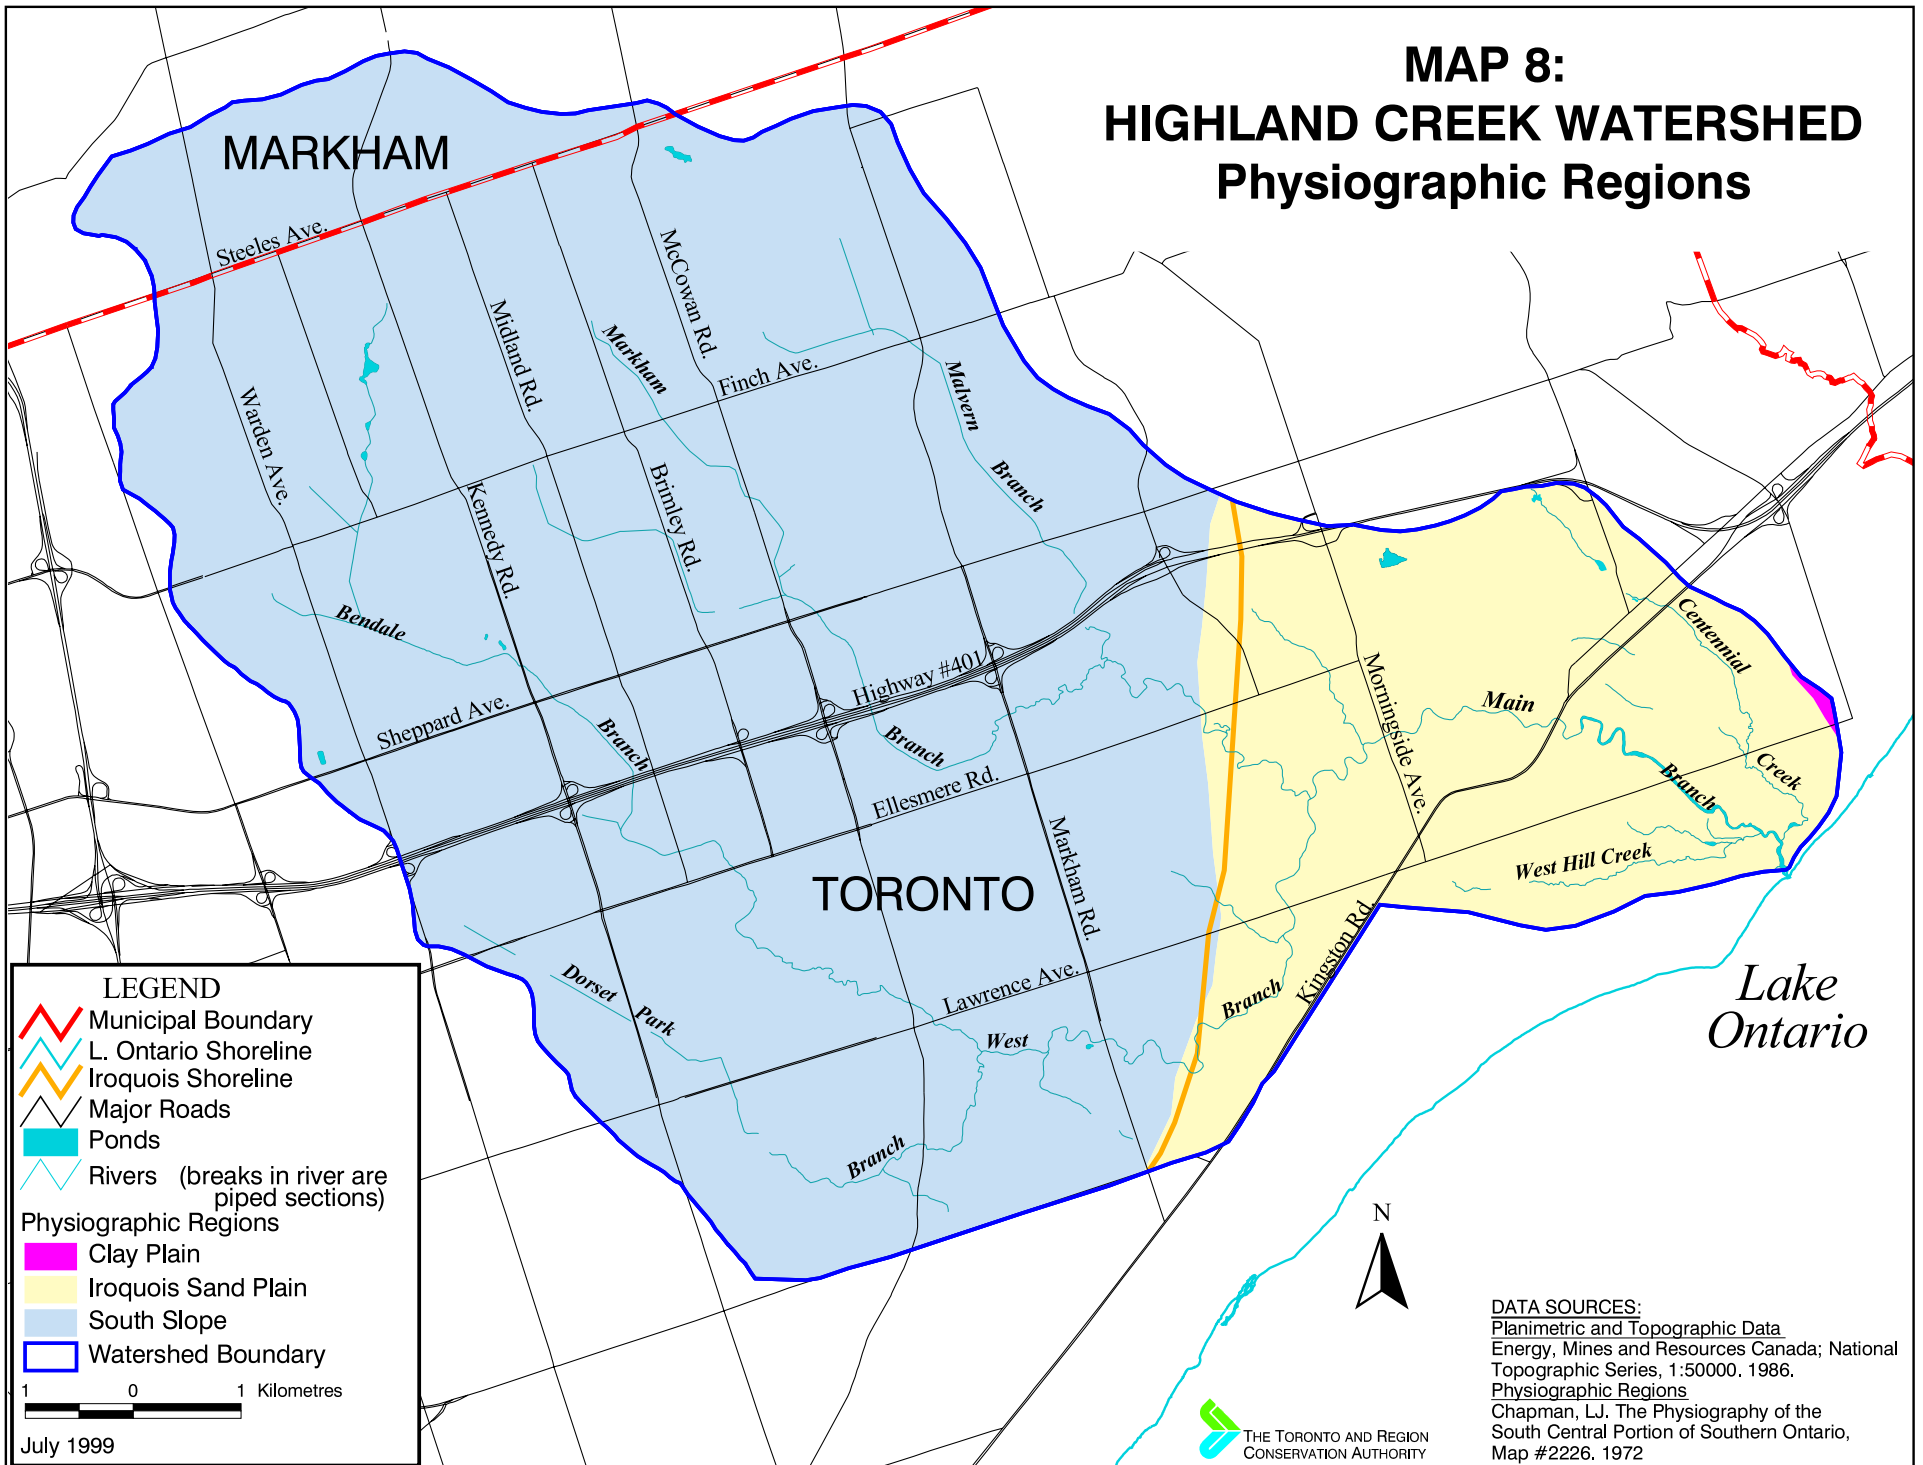 MAP 8:
HIGHLAND CREEK WATERSHED
Physiographic Regions
MARKHAM
Steeles Ave.
McCowan Rd.
Midland Rd.
Markham
Finch Ave.
Malvern
Warden Ave.
Branch
Kennedy Rd.
Brimley Rd.
Bendale
Centennial
Highway #401
Morningside Ave.
Main
Sheppard Ave.
Branch
Branch
Ellesmere Rd.
Creek
Branch
Markham Rd.
West Hill Creek
TORONTO
Kingston Rd.
Dorset
Park
Lawrence Ave.
Branch
West
Branch
Lake
Ontario
N
LEGEND
Municipal Boundary
L. Ontario Shoreline
Iroquois Shoreline
Major Roads
Ponds
Rivers (breaks in river are
piped sections)
Physiographic Regions
Clay Plain
Iroquois Sand Plain
South Slope
Watershed Boundary
1 0 1 Kilometres
July 1999
THE TORONTO AND REGION
CONSERVATION AUTHORITY
DATA SOURCES:
Planimetric and Topographic Data
Energy, Mines and Resources Canada; National
Topographic Series, 1:50000. 1986.
Physiographic Regions
Chapman, LJ. The Physiography of the
South Central Portion of Southern Ontario,
Map #2226. 1972